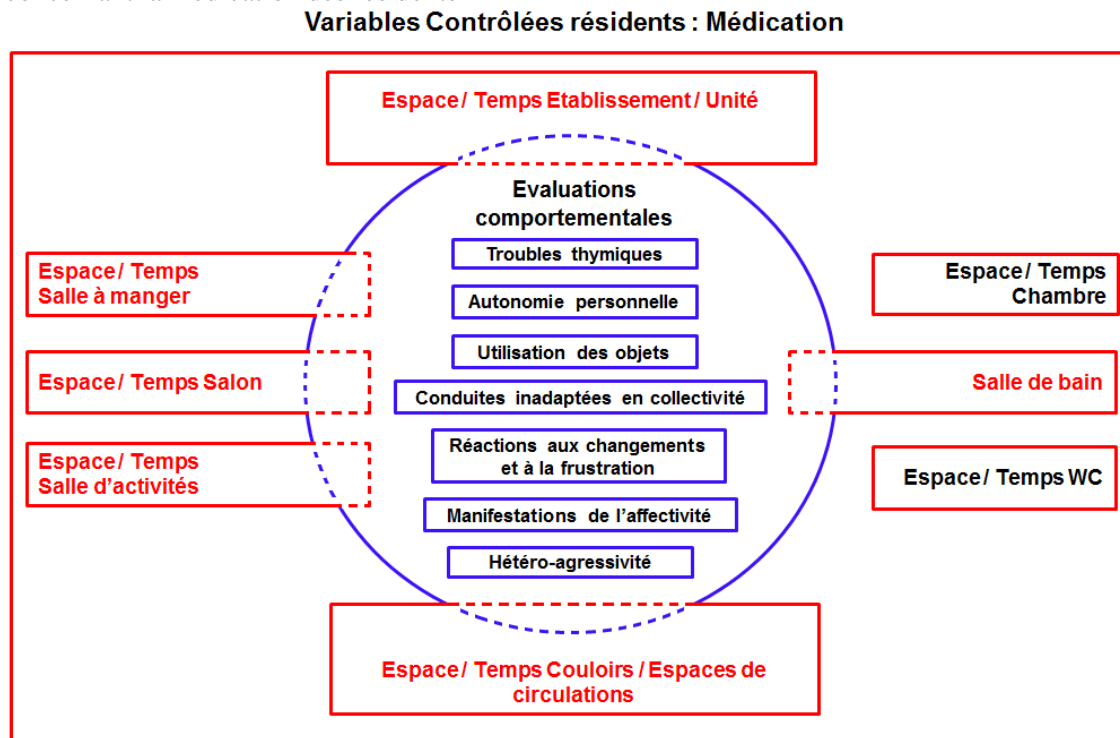 Variables Contrôlées résidents : Médication
Espace / Temps Etablissement / Unité
Evaluations
comportementales
Troubles thymiques
Autonomie personnelle
Utilisation des objets
Conduites inadaptées en collectivité
Réactions aux changements
et à la frustration
Manifestations de l'affectivité
Hétéro-agressivité
Espace / Temps
Salle à manger
Espace / Temps Salon
Espace / Temps
Salle d'activités
Espace / Temps
Chambre
Salle de bain
Espace / Temps WC
Espace / Temps Couloirs / Espaces de
circulations